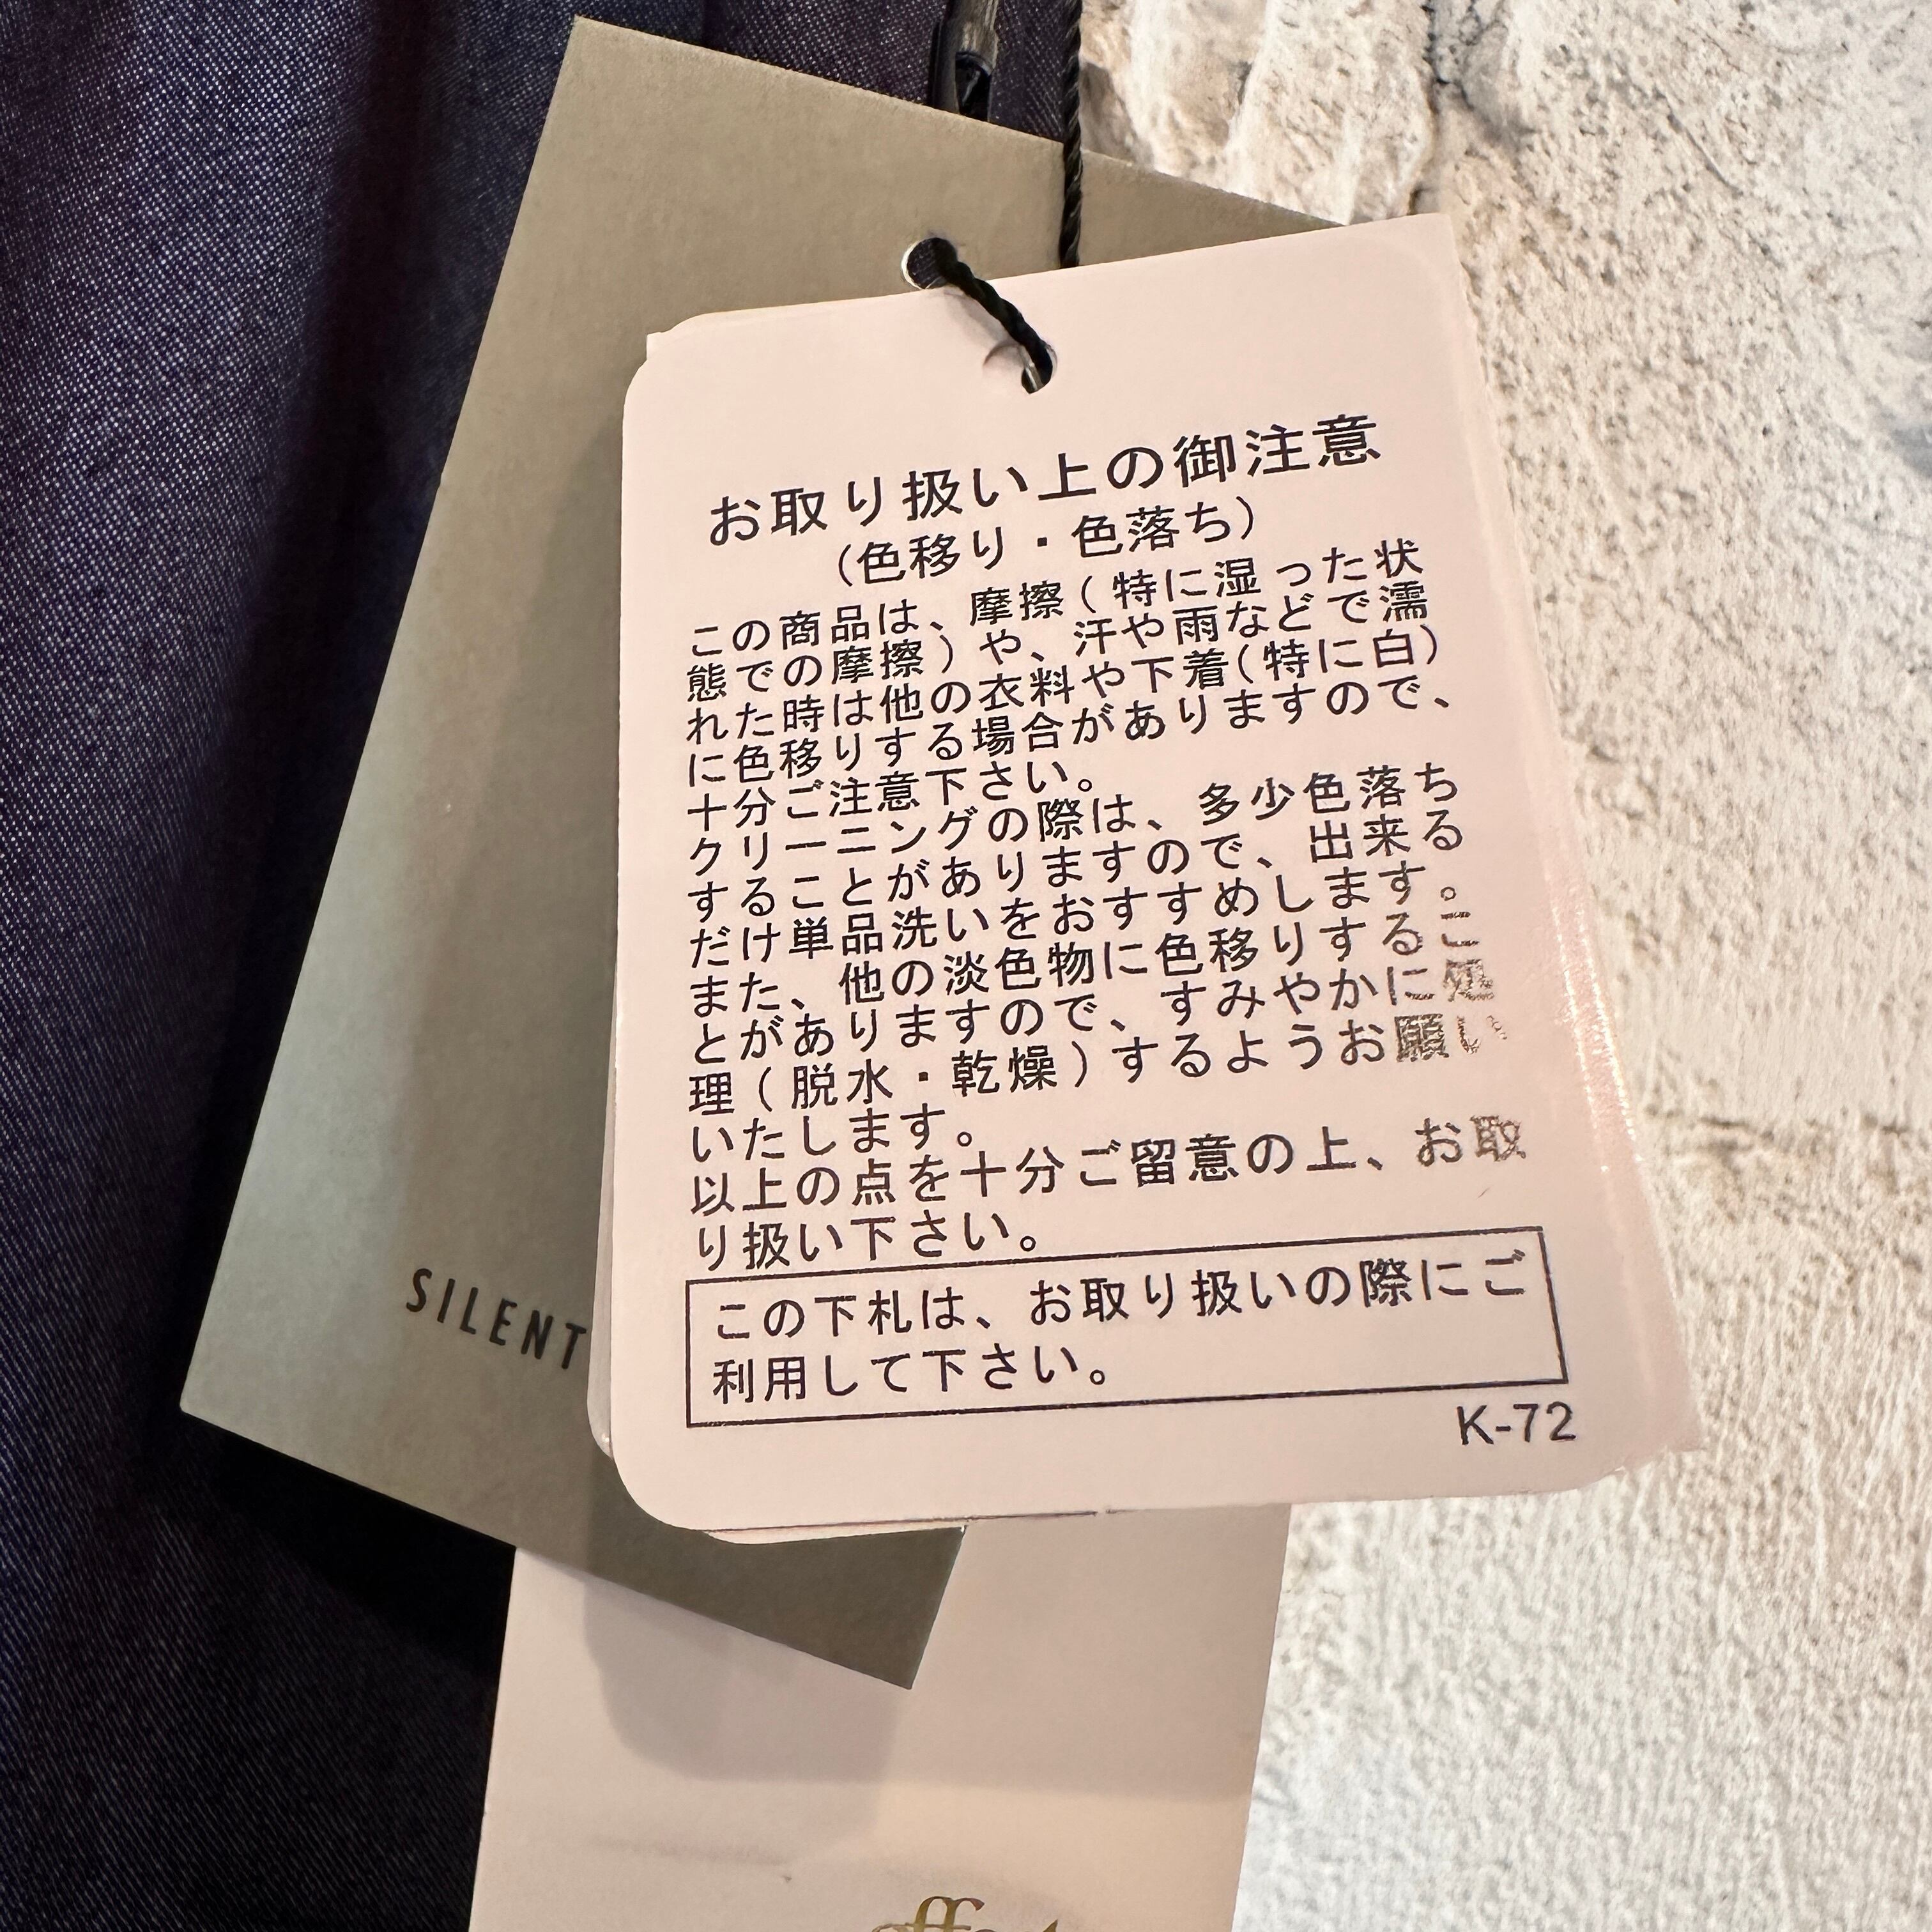 お取り扱い上の御注意
(色移り・色落ち)
この商品は、摩擦(特に湿った状
態での摩擦)や、汗や雨などで濡
れた時は他の衣料や下着(特に白)
に色移りする場合がありますので、
十分ご注意下さい。
クリーニングの際は、多少色落ち
することがありますので、出来る
だけ単品洗いをおすすめします。
また、他の淡色物に色移りするこ
とがありますので、すみやかに処
理(脱水・乾燥)するようお願い
いたします。
以上の点を十分ご留意の上、お取
り扱い下さい。
この下札は、お取り扱いの際にご
利用して下さい。
K-72
SILENT